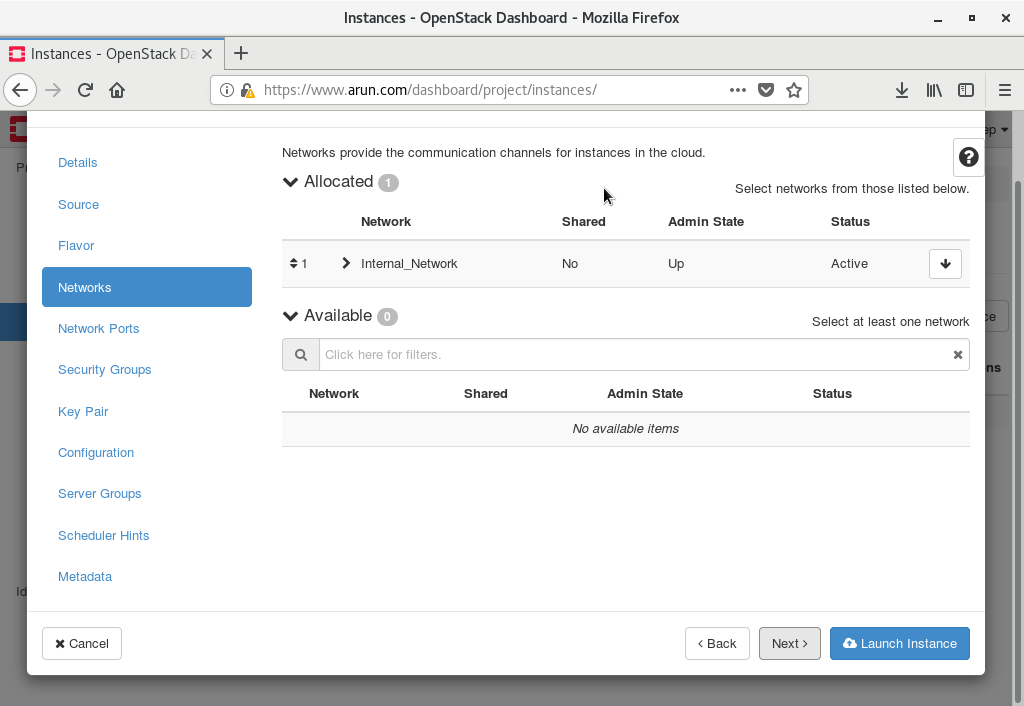 Instances - OpenStack Dashboard - Mozilla Firefox
Instances - OpenStack Da
https://www.arun.com/dashboard/project/instances/
Networks provide the communication channels for instances in the cloud.
Details
Source
Flavor
Networks
Network Ports
Security Groups
Key Pair
Configuration
Server Groups
Scheduler Hints
Metadata
Allocated 1
Select networks from those listed below.
Network Shared Admin State Status
1 Internal_Network No Up Active
Available 0
Select at least one network
Click here for filters.
Network Shared Admin State Status
No available items
Cancel
Back
Next
Launch Instance